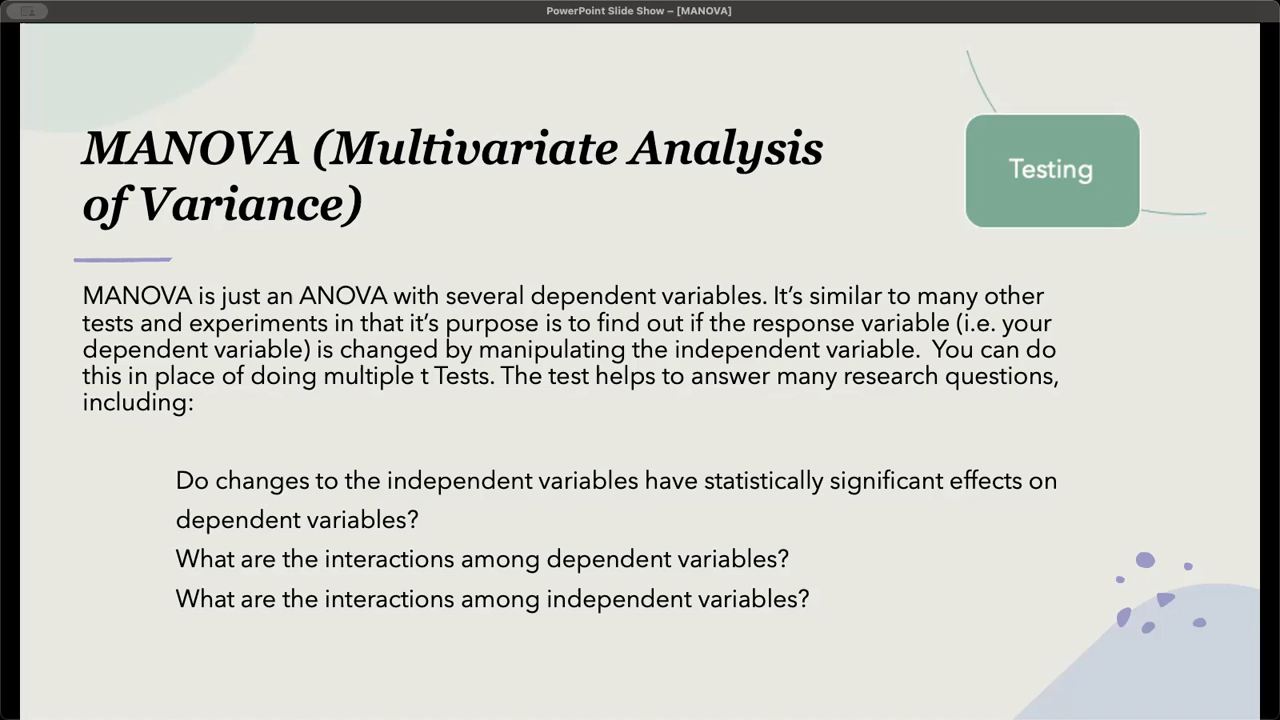 PowerPoint Slide Show – [MANOVA]
MANOVA (Multivariate Analysis
of Variance)
Testing
MANOVA is just an ANOVA with several dependent variables. It’s similar to many other
tests and experiments in that it’s purpose is to find out if the response variable (i.e. your
dependent variable) is changed by manipulating the independent variable.  You can do
this in place of doing multiple t Tests. The test helps to answer many research questions,
including:
Do changes to the independent variables have statistically significant effects on
dependent variables?
What are the interactions among dependent variables?
What are the interactions among independent variables?